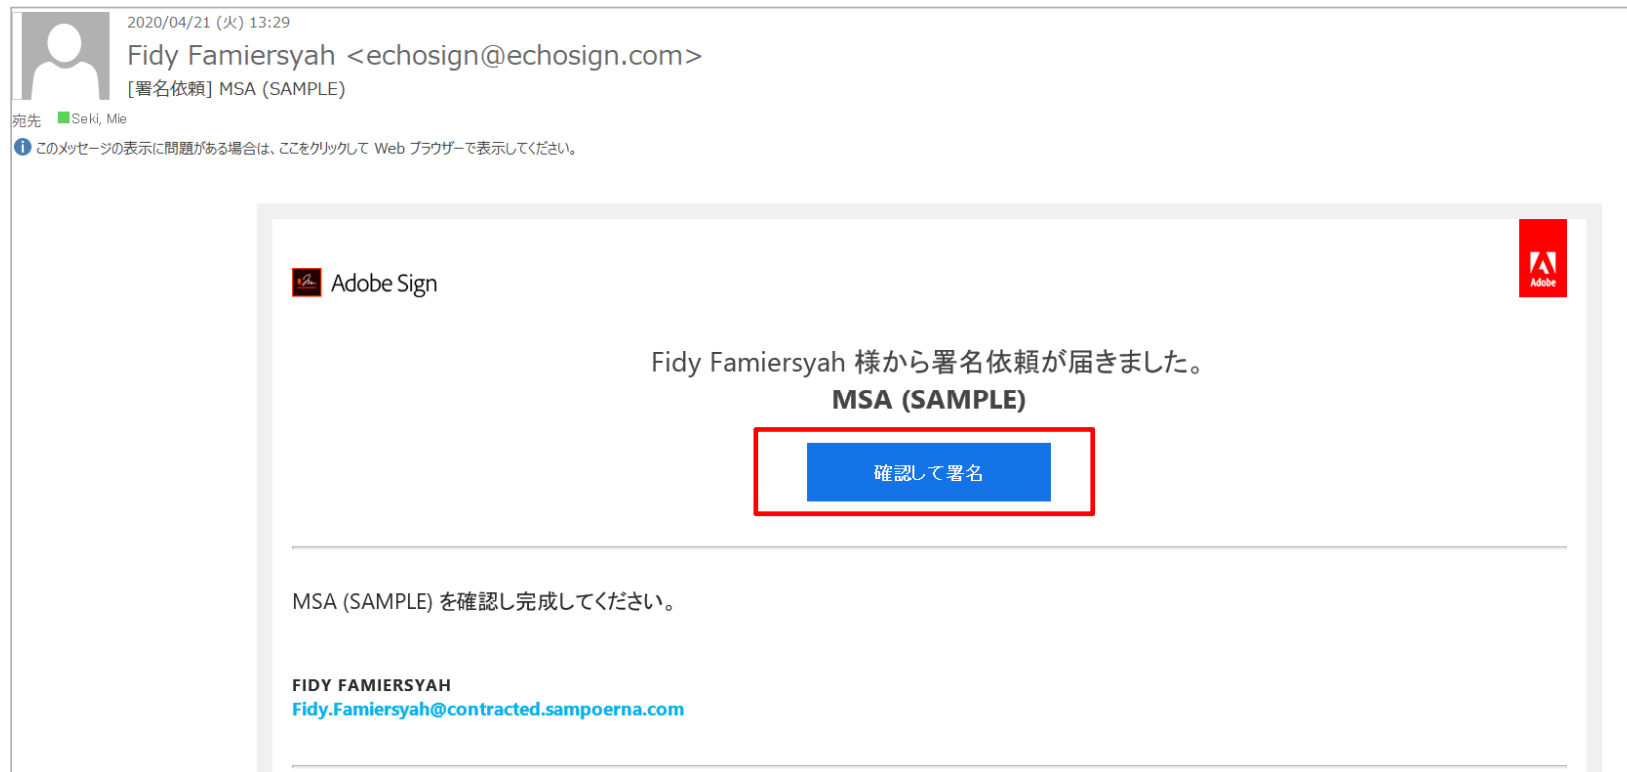 2020/04/21 (火) 13:29
Fidy Famiersyah <echosign@echosign.com>
[署名依頼] MSA (SAMPLE)
宛先 Seki, Mie
このメッセージの表示に問題がある場合は、ここをクリックして Web ブラウザーで表示してください。
Adobe Sign
Adobe
Fidy Famiersyah 様から署名依頼が届きました。
MSA (SAMPLE)
確認して署名
MSA (SAMPLE) を確認し完成してください。
FIDY FAMIERSYAH
Fidy.Famiersyah@contracted.sampoerna.com